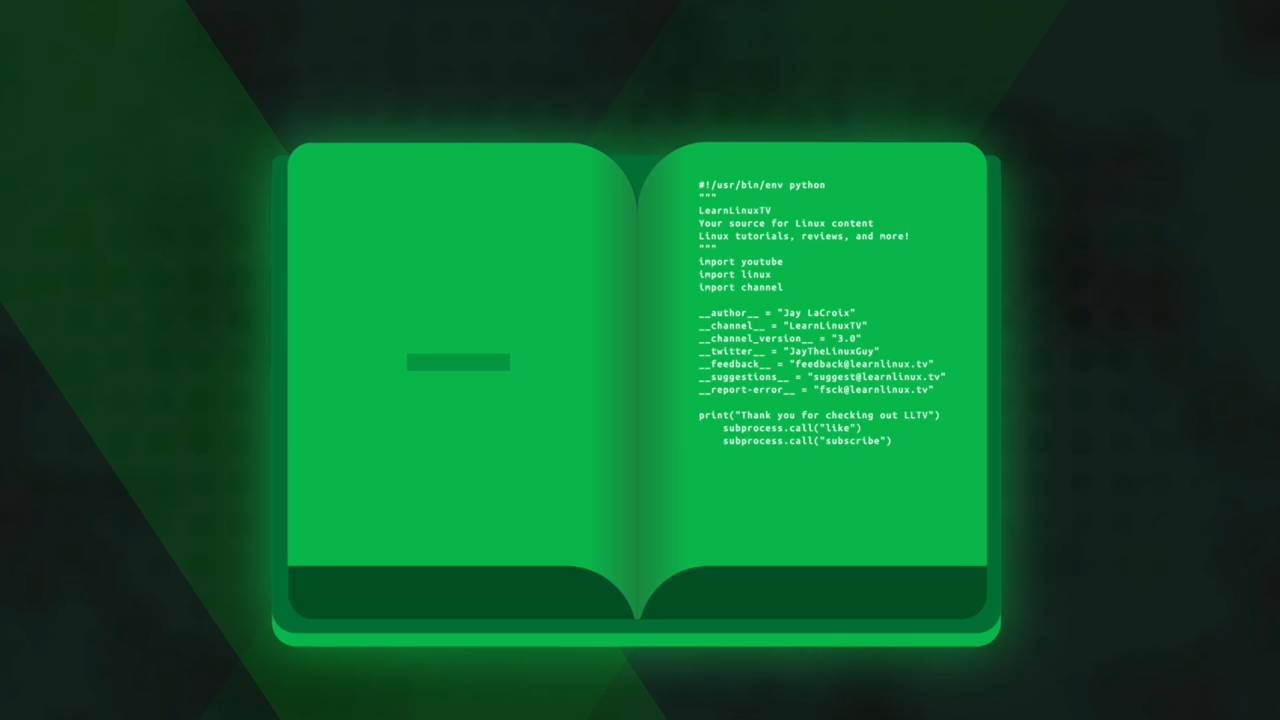 #!/usr/bin/env python
"""
LearnLinuxTV
Your source for Linux content
Linux tutorials, reviews, and more!
"""
import youtube
import linux
import channel
__author__ = "Jay LaCroix"
__channel__ = "LearnLinuxTV"
__channel_version__ = "3.0"
__twitter__ = "JayTheLinuxGuy"
__feedback__ = "feedback@learnlinux.tv"
__suggestions__ = "suggest@learnlinux.tv"
__report-error__ = "fsck@learnlinux.tv"
print("Thank you for checking out LLTV")
    subprocess.call("like")
    subprocess.call("subscribe")